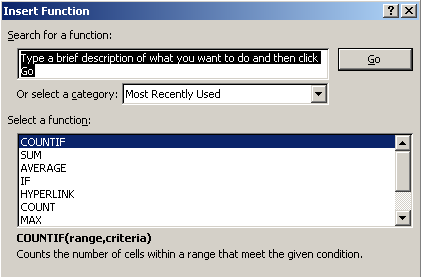 Insert Function
Search for a function:
Type a brief description of what you want to do and then click
Go
Go
Or select a category: Most Recently Used
Select a function:
COUNTIF
SUM
AVERAGE
IF
HYPERLINK
COUNT
MAX
COUNTIF(range,criteria)
Counts the number of cells within a range that meet the given condition.